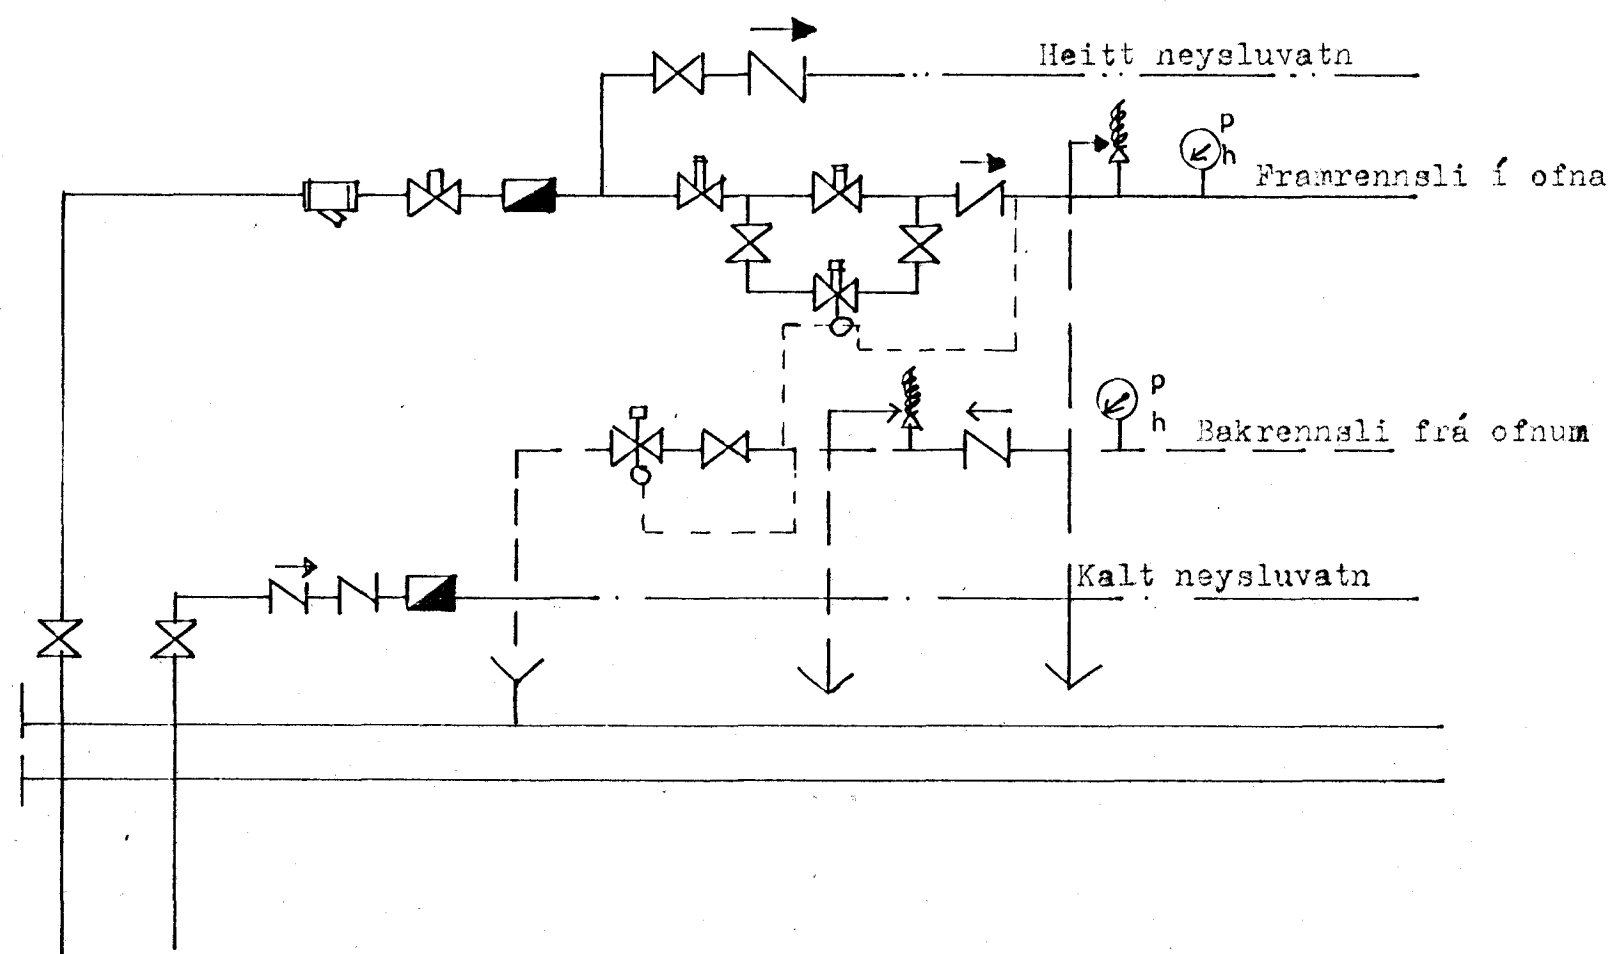 Heitt neysluvatn
p
h
Framrennsli í ofna
p
h
Bakrennsli frá ofnum
Kalt neysluvatn